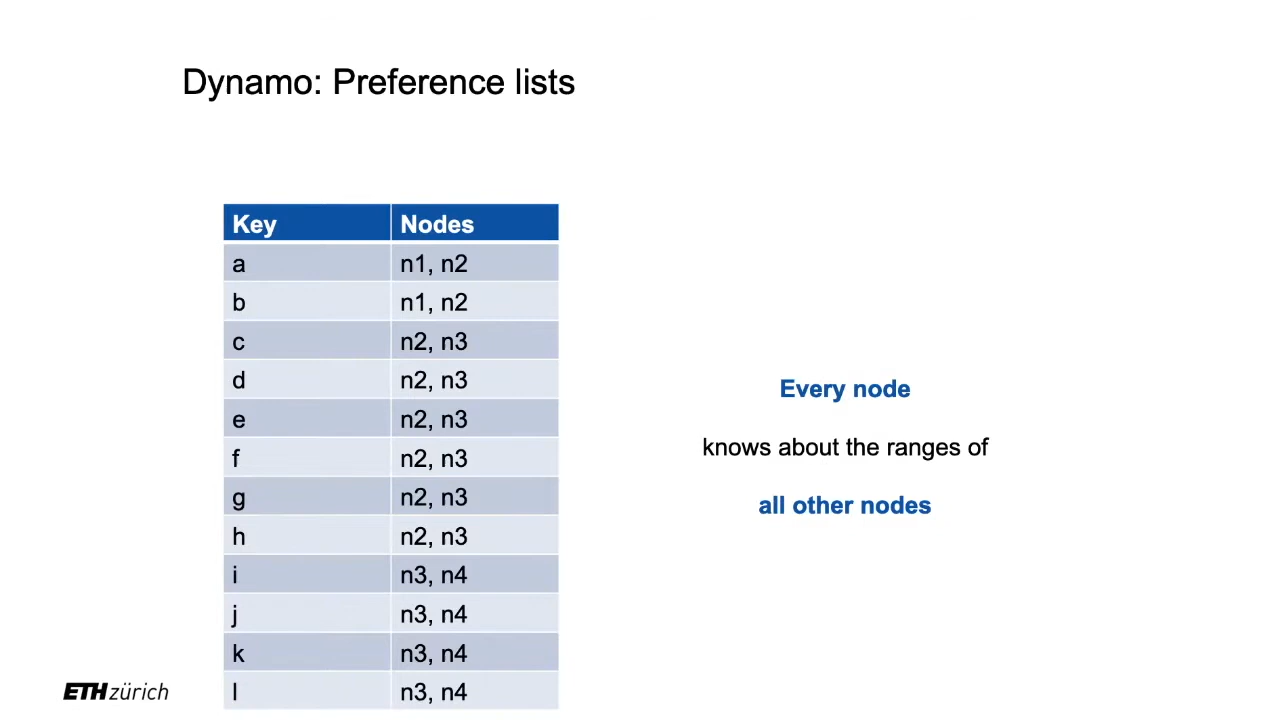 Dynamo: Preference lists
Key Nodes
a n1, n2
b n1, n2
c n2, n3
d n2, n3
e n2, n3
f n2, n3
g n2, n3
h n2, n3
i n3, n4
j n3, n4
k n3, n4
l n3, n4
Every node
knows about the ranges of
all other nodes
ETH zürich